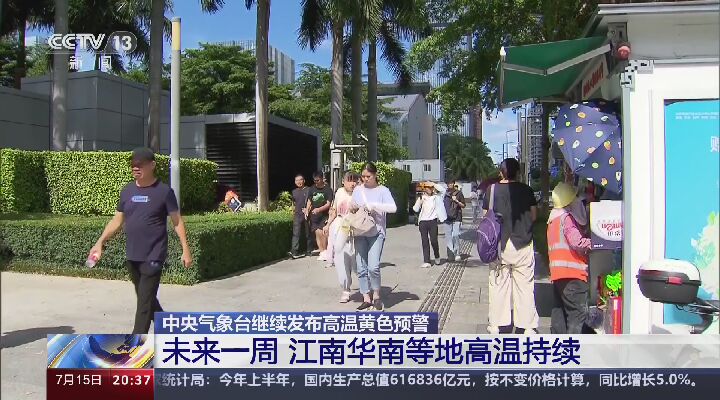 CCTV 13
新闻
中央气象台继续发布高温黄色预警
未来一周 江南华南等地高温持续
7月15日 20:37 家统计局：今年上半年，国内生产总值616836亿元，按不变价格计算，同比增长5.0%。